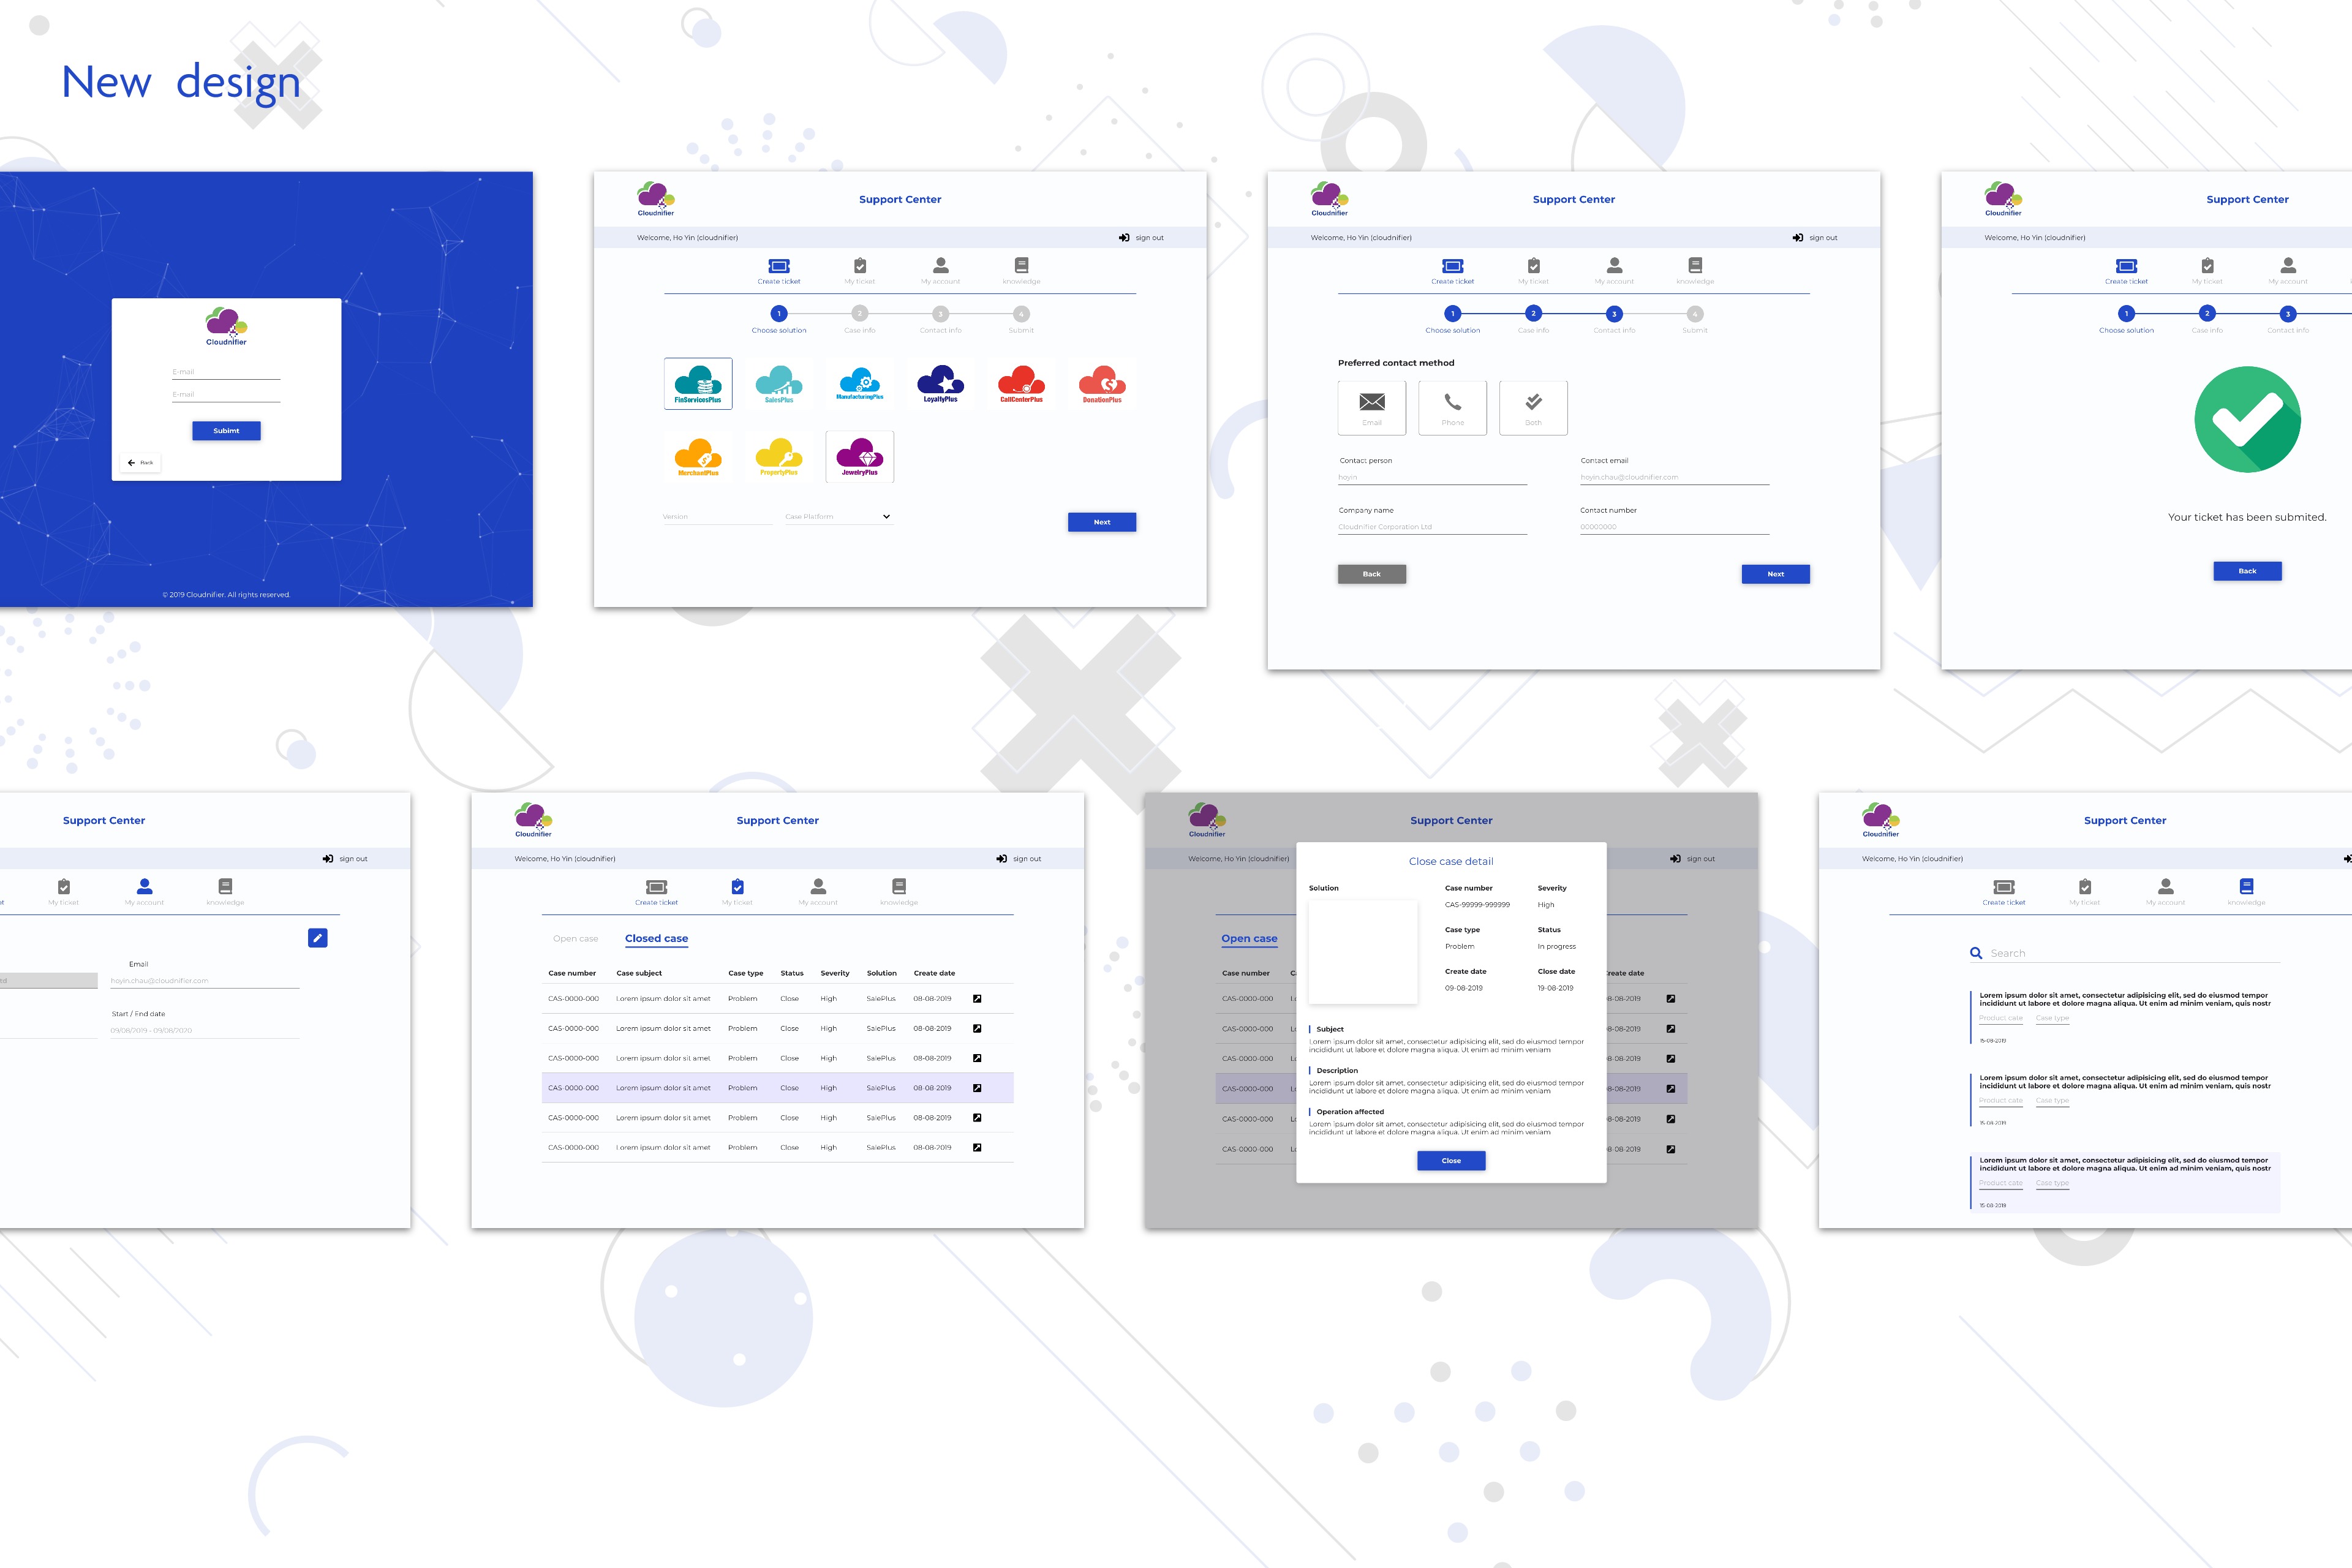 New design
Cloudnifier
E-mail
E-mail
Subimt
Back
© 2019 Cloudnifier. All rights reserved.
Cloudnifier
Support Center
Welcome, Ho Yin (cloudnifier)
sign out
Create ticket
My ticket
My account
knowledge
1
2
3
4
Choose solution
Case info
Contact info
Submit
FinServicesPlus
SalesPlus
ManufacturingPlus
LoyaltyPlus
CallCenterPlus
DonationPlus
MerchantPlus
PropertyPlus
JewelryPlus
Version
Case Platform
Next
Cloudnifier
Support Center
Welcome, Ho Yin (cloudnifier)
sign out
Create ticket
My ticket
My account
knowledge
1
2
3
4
Choose solution
Case info
Contact info
Submit
Preferred contact method
Email
Phone
Both
Contact person
Contact email
hoyin
hoyin.chau@cloudnifier.com
Company name
Contact number
Cloudnifier Corporation Ltd
00000000
Back
Next
Cloudnifier
Support Center
Welcome, Ho Yin (cloudnifier)
Create ticket
My ticket
My account
1
2
3
Choose solution
Case info
Contact info
Your ticket has been submited.
Back
Support Center
sign out
My ticket
My account
knowledge
Email
hoyin.chau@cloudnifier.com
Start / End date
09/08/2019 - 09/08/2020
Cloudnifier
Support Center
Welcome, Ho Yin (cloudnifier)
sign out
Create ticket
My ticket
My account
knowledge
Open case
Closed case
Case number Case subject Case type Status Severity Solution Create date
CAS-0000-000 Lorem ipsum dolor sit amet Problem Close High SalePlus 08-08-2019
CAS-0000-000 Lorem ipsum dolor sit amet Problem Close High SalePlus 08-08-2019
CAS-0000-000 Lorem ipsum dolor sit amet Problem Close High SalePlus 08-08-2019
CAS-0000-000 Lorem ipsum dolor sit amet Problem Close High SalePlus 08-08-2019
CAS-0000-000 Lorem ipsum dolor sit amet Problem Close High SalePlus 08-08-2019
CAS-0000-000 Lorem ipsum dolor sit amet Problem Close High SalePlus 08-08-2019
Cloudnifier
Support Center
Welcome, Ho Yin (cloudnifier)
sign out
Open case
Case number C reate date
CAS-0000-000 Lo 8-08-2019
CAS-0000-000 Lo 8-08-2019
CAS-0000-000 Lo 8-08-2019
CAS-0000-000 Lo 8-08-2019
CAS-0000-000 Lo 8-08-2019
CAS-0000-000 Lo 8-08-2019
Close case detail
Solution
Case number
Severity
CAS-99999-999999
High
Case type
Status
Problem
In progress
Create date
Close date
09-08-2019
19-08-2019
Subject
Lorem ipsum dolor sit amet, consectetur adipisicing elit, sed do eiusmod tempor
incididunt ut labore et dolore magna aliqua. Ut enim ad minim veniam
Description
Lorem ipsum dolor sit amet, consectetur adipisicing elit, sed do eiusmod tempor
incididunt ut labore et dolore magna aliqua. Ut enim ad minim veniam
Operation affected
Lorem ipsum dolor sit amet, consectetur adipisicing elit, sed do eiusmod tempor
incididunt ut labore et dolore magna aliqua. Ut enim ad minim veniam
Close
Cloudnifier
Support Center
Welcome, Ho Yin (cloudnifier)
Create ticket
My ticket
My account
knowledge
Search
Lorem ipsum dolor sit amet, consectetur adipisicing elit, sed do eiusmod tempor
incididunt ut labore et dolore magna aliqua. Ut enim ad minim veniam, quis nostr
Product cate
Case type
15-08-2019
Lorem ipsum dolor sit amet, consectetur adipisicing elit, sed do eiusmod tempor
incididunt ut labore et dolore magna aliqua. Ut enim ad minim veniam, quis nostr
Product cate
Case type
15-08-2019
Lorem ipsum dolor sit amet, consectetur adipisicing elit, sed do eiusmod tempor
incididunt ut labore et dolore magna aliqua. Ut enim ad minim veniam, quis nostr
Product cate
Case type
15-08-2019